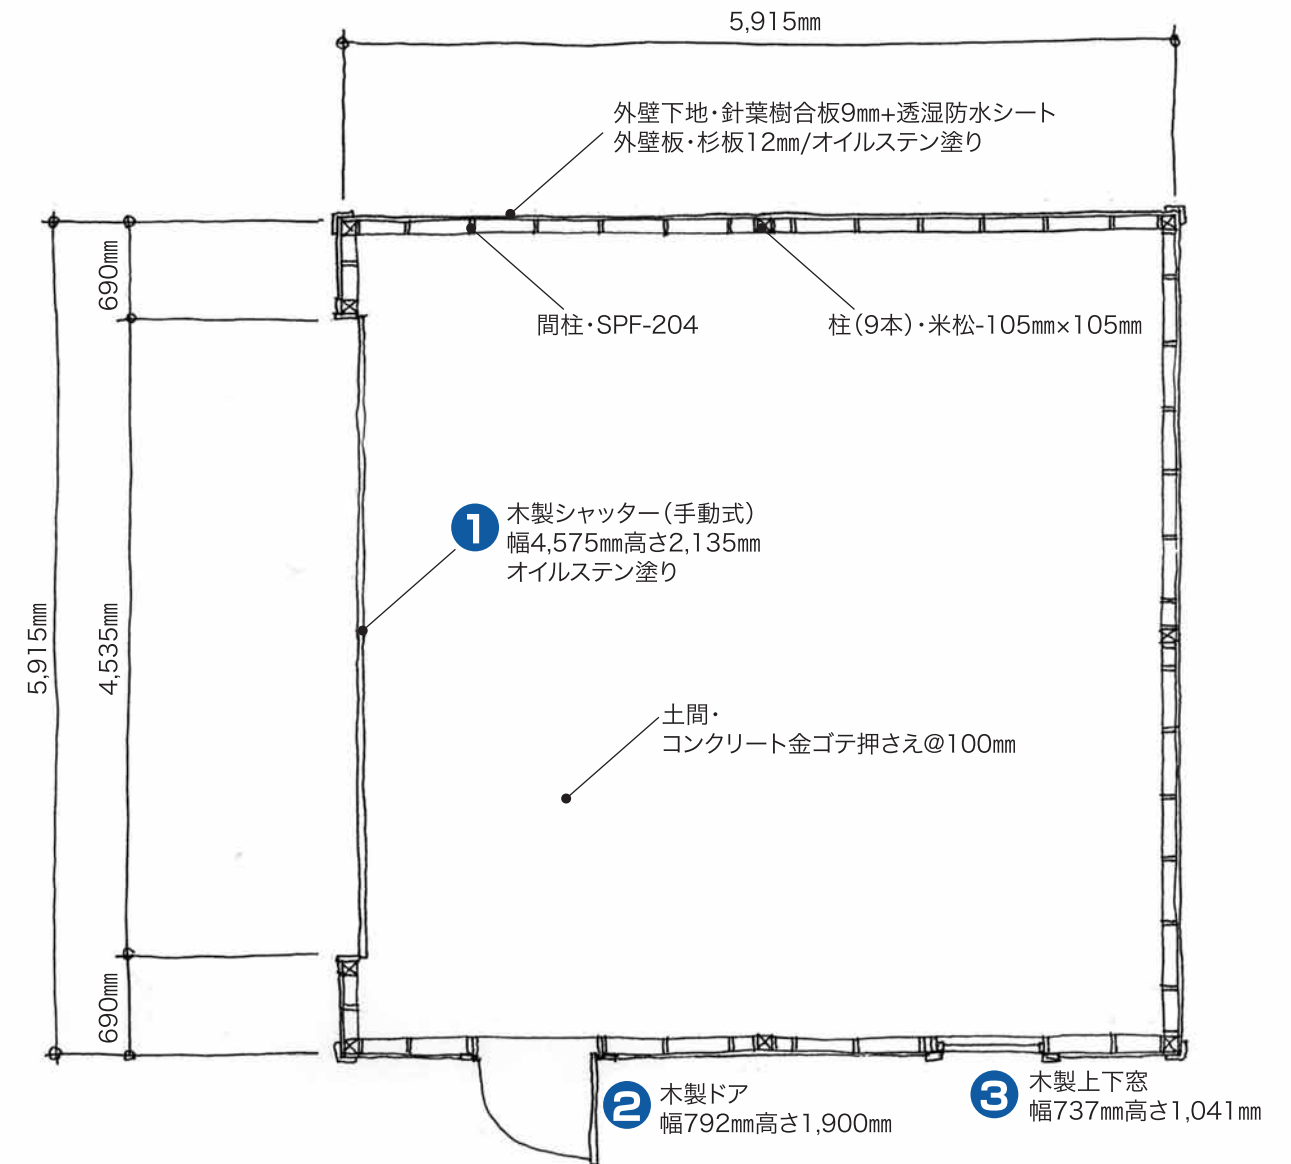 5,915㎜
外壁下地・針葉樹合板9㎜+透湿防水シート
外壁板・杉板12㎜/オイルステン塗り
690㎜
間柱・SPF-204
柱（9本）・米松-105㎜×105㎜
1 木製シャッター（手動式）
幅4,575㎜高さ2,135㎜
オイルステン塗り
5,915㎜
4,535㎜
土間・
コンクリート金ゴテ押さえ@100㎜
690㎜
2 木製ドア
幅792㎜高さ1,900㎜
3 木製上下窓
幅737㎜高さ1,041㎜